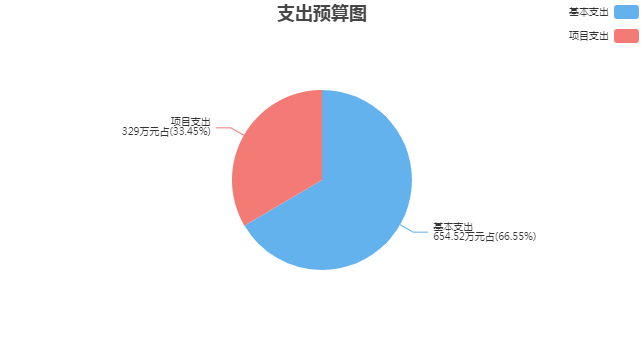 支出预算图
基本支出
项目支出
项目支出
329万元占(33.45%)
基本支出
654.52万元占(66.55%)